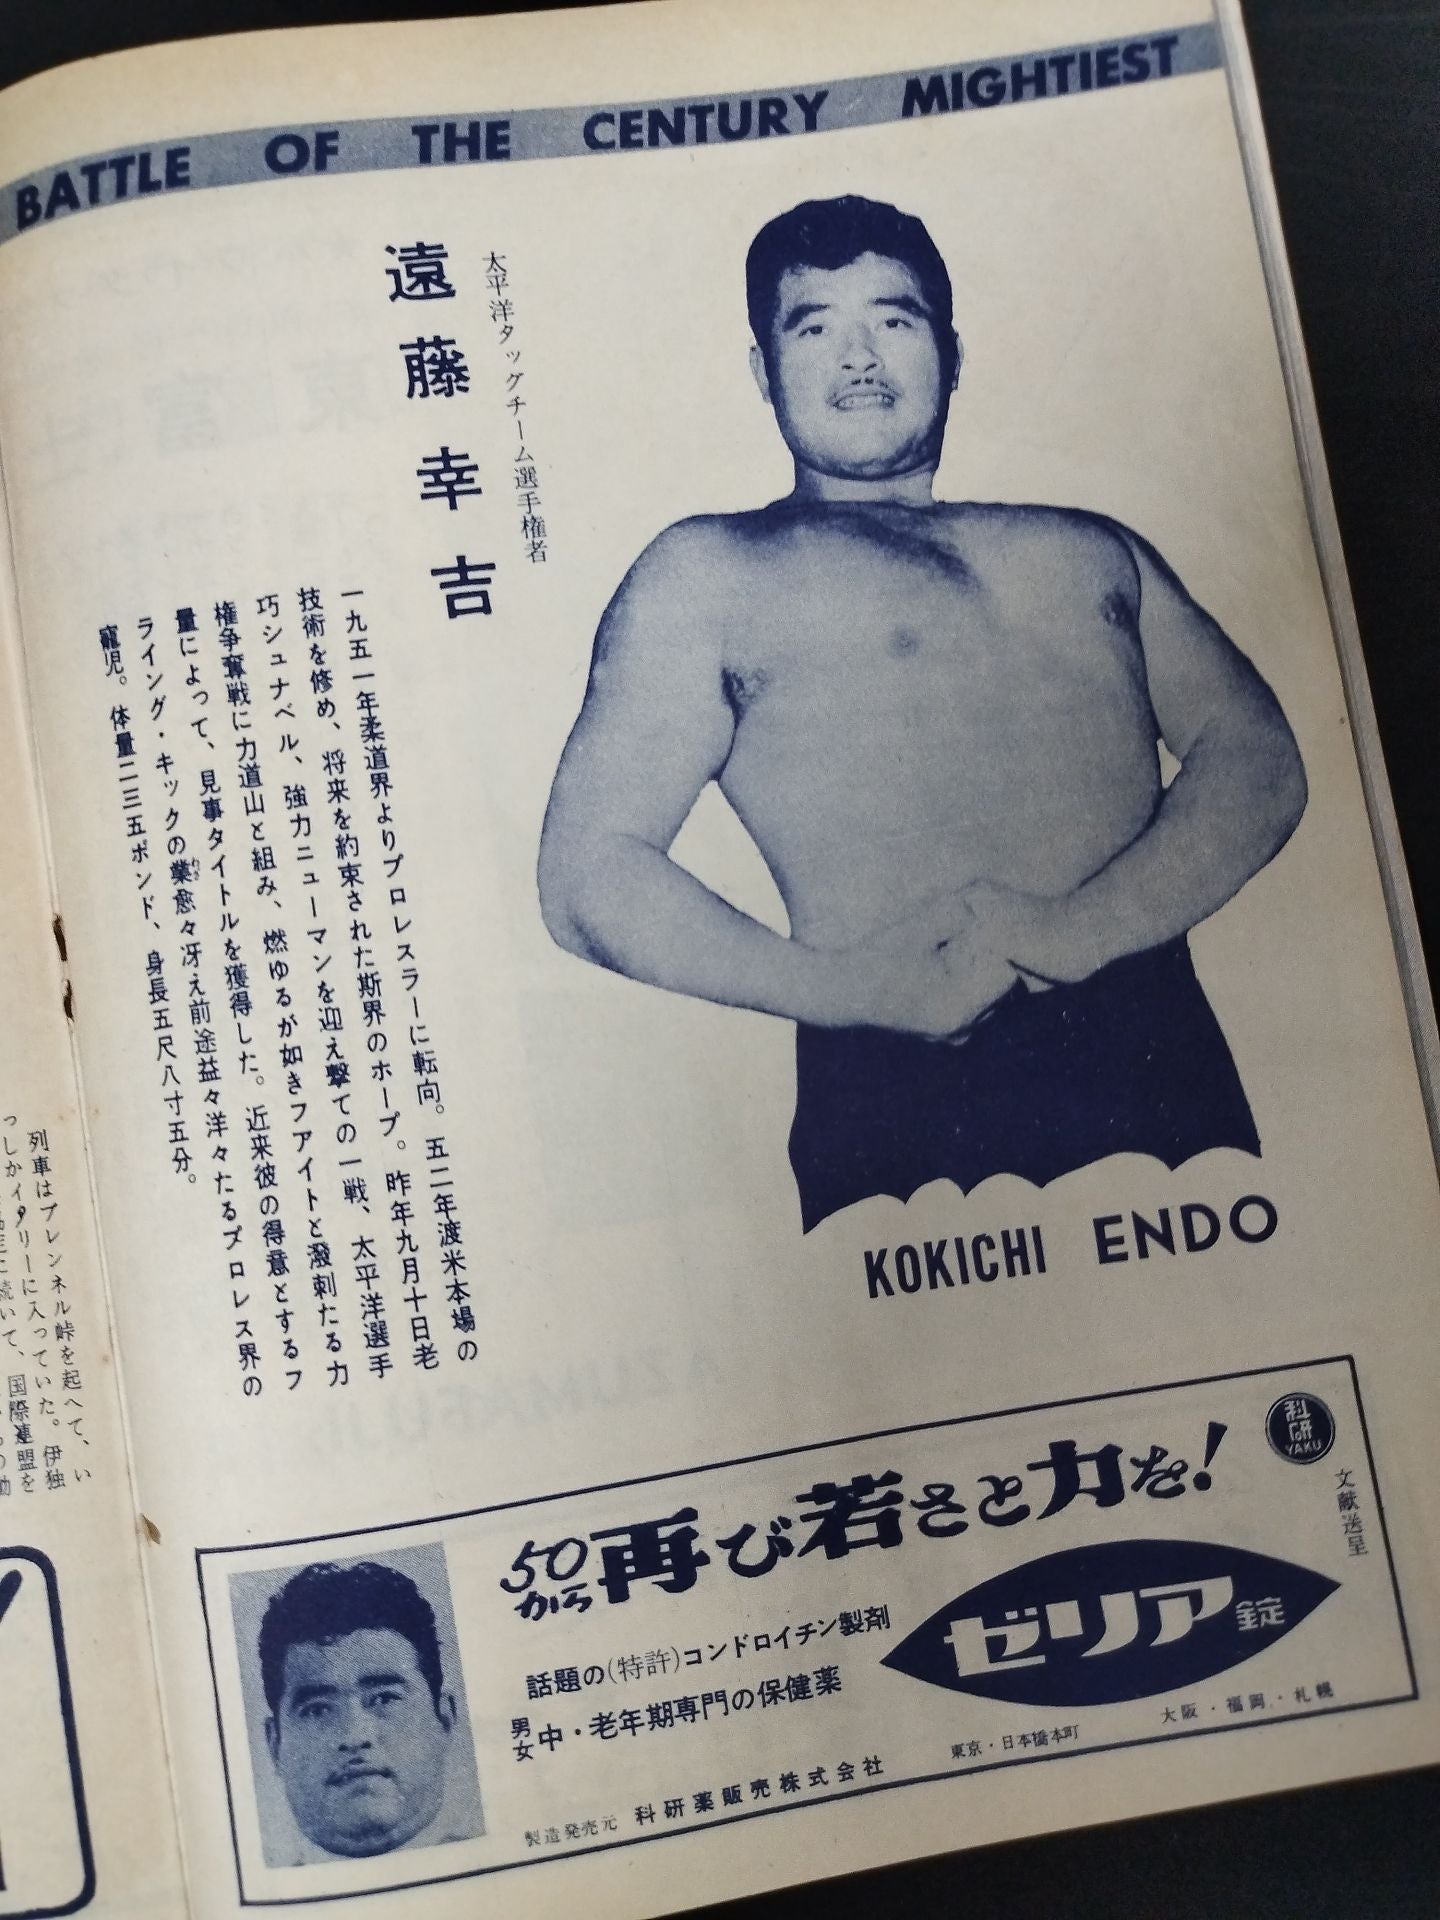 BATTLE OF THE CENTURY MIGHTIEST
太平洋タッグチーム選手権者
遠藤幸吉
一九五一年柔道界よりプロレスラーに転向。五二年渡米本場の
技術を修め、将来を約束された斯界のホープ。昨年九月十日老
巧シュナベル、強力ニューマンを迎え撃ての一戦、太平洋選手
権争奪戦に力道山と組み、燃ゆるが如きフアイトと潑剌たる力
量によって、見事タイトルを獲得した。近来彼の得意とするフ
ライング・キックの業愈々冴え前途益々洋々たるプロレス界の
寵児。体量二三五ポンド、身長五尺八寸五分。
KOKICHI ENDO
列車はブレンネル峠を起へて、い
っしかイタリーに入っていた。伊独
続いて、国際連盟を
科研
YAKU
文献送呈
50から再び若さと力を!
話題の(特許)コンドロイチン製剤
男女中・老年期専門の保健薬
ゼリア錠
製造発売元 科研薬販売株式会社
東京・日本橋本町
大阪・福岡・札幌